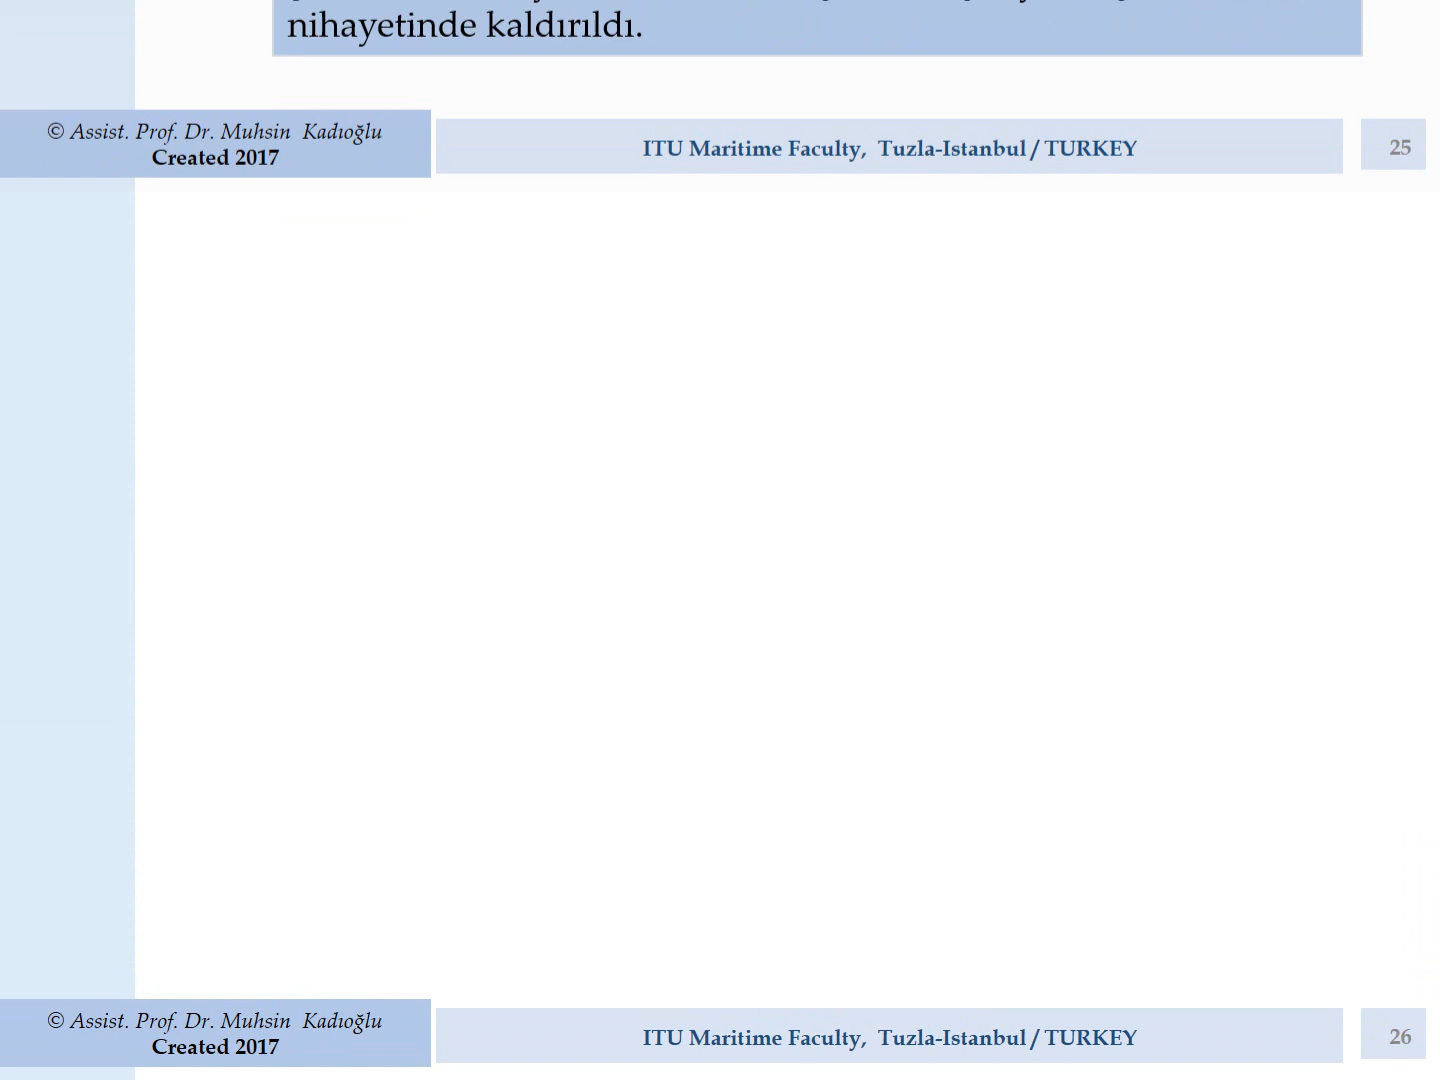 nihayetinde kaldırıldı.
© Assist. Prof. Dr. Muhsin Kadıoğlu
Created 2017
ITU Maritime Faculty, Tuzla-Istanbul / TURKEY
25
© Assist. Prof. Dr. Muhsin Kadıoğlu
Created 2017
ITU Maritime Faculty, Tuzla-Istanbul / TURKEY
26